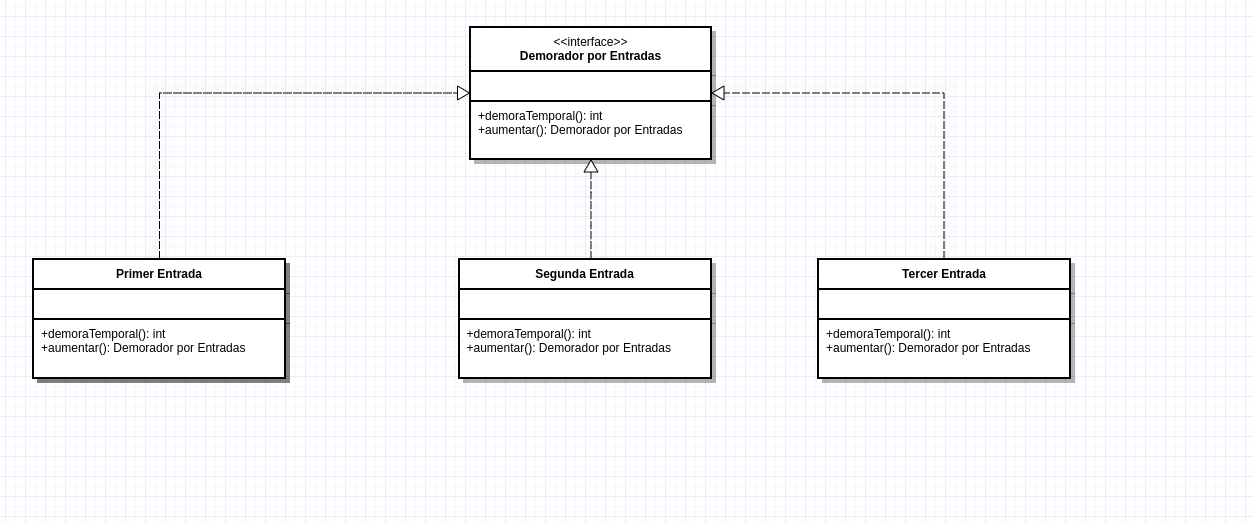 <<interface>>
Demorador por Entradas
+demoraTemporal(): int
+aumentar(): Demorador por Entradas
Primer Entrada
+demoraTemporal(): int
+aumentar(): Demorador por Entradas
Segunda Entrada
+demoraTemporal(): int
+aumentar(): Demorador por Entradas
Tercer Entrada
+demoraTemporal(): int
+aumentar(): Demorador por Entradas